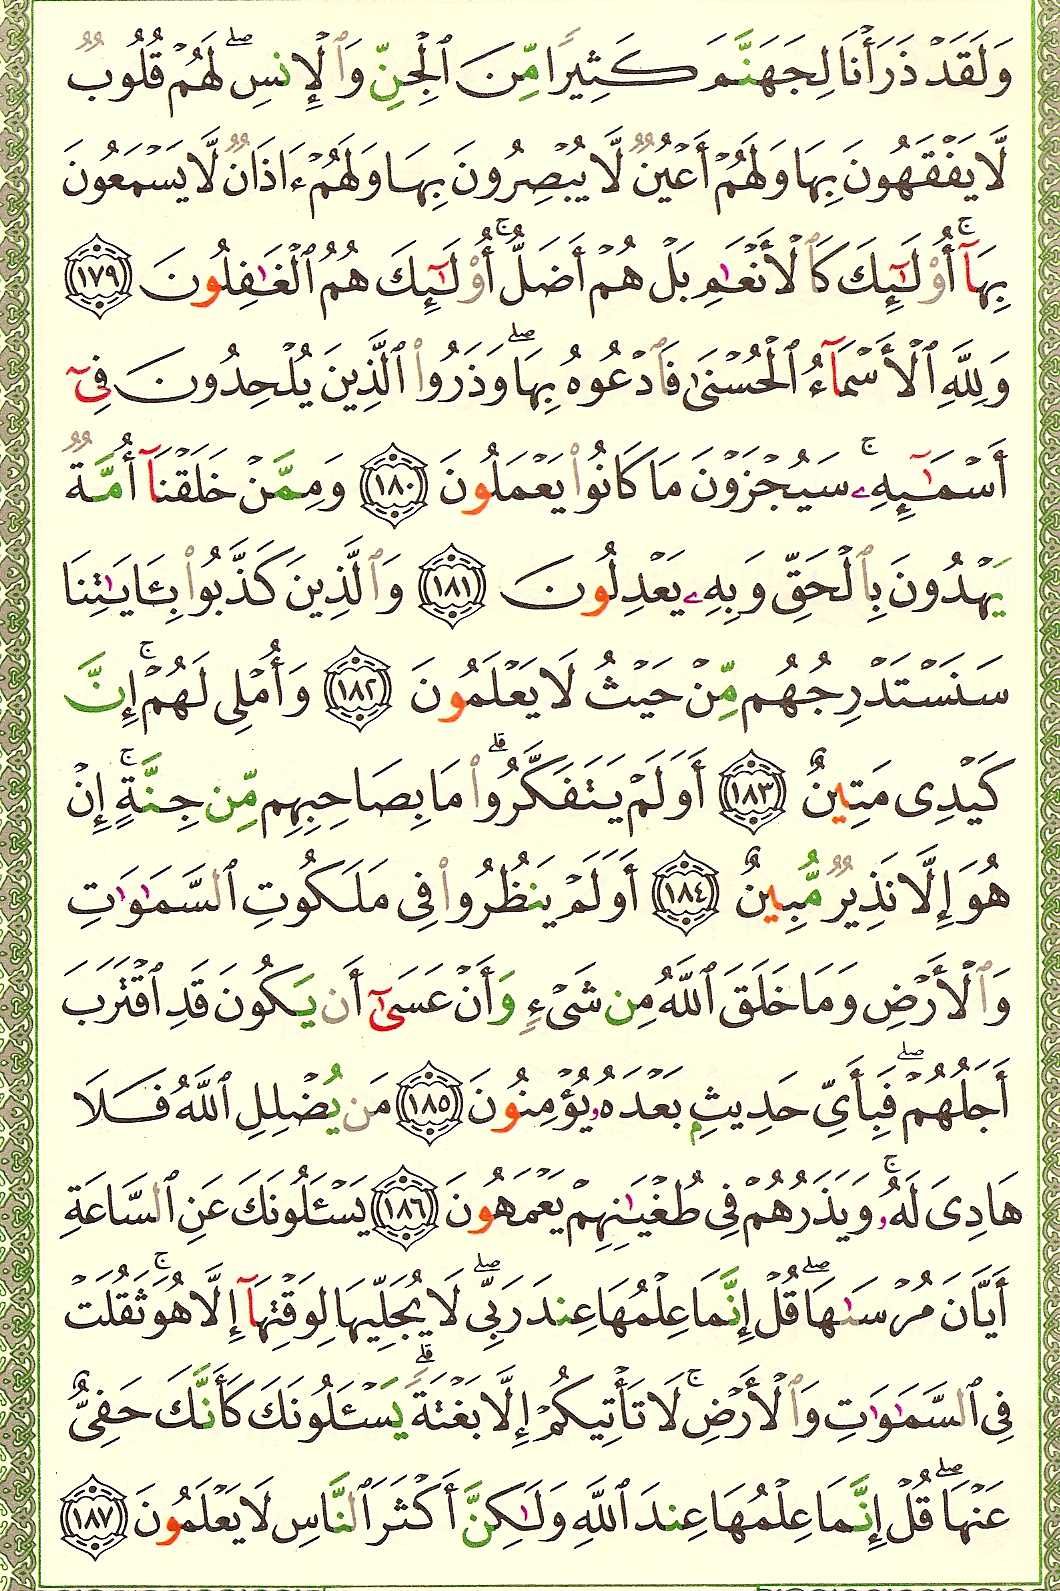 وَلَقَدْ ذَرَأْنَا لِجَهَنَّمَ كَثِيرًا مِّنَ ٱلْجِنِّ وَٱلْإِنسِ ۖ لَهُمْ قُلُوبٌ
لَّا يَفْقَهُونَ بِهَا وَلَهُمْ أَعْيُنٌ لَّا يُبْصِرُونَ بِهَا وَلَهُمْ ءَاذَانٌ لَّا يَسْمَعُونَ
بِهَآ ۚ أُو۟لَـٰٓئِكَ كَٱلْأَنْعَـٰمِ بَلْ هُمْ أَضَلُّ ۚ أُو۟لَـٰٓئِكَ هُمُ ٱلْغَـٰفِلُونَ ﴿١٧٩﴾
وَلِلَّهِ ٱلْأَسْمَآءُ ٱلْحُسْنَىٰ فَٱدْعُوهُ بِهَا ۖ وَذَرُوا۟ ٱلَّذِينَ يُلْحِدُونَ فِىٓ
أَسْمَـٰٓئِهِۦ ۚ سَيُجْزَوْنَ مَا كَانُوا۟ يَعْمَلُونَ ﴿١٨٠﴾ وَمِمَّنْ خَلَقْنَآ أُمَّةٌ
يَهْدُونَ بِٱلْحَقِّ وَبِهِۦ يَعْدِلُونَ ﴿١٨١﴾ وَٱلَّذِينَ كَذَّبُوا۟ بِـَٔايَـٰتِنَا
سَنَسْتَدْرِجُهُم مِّنْ حَيْثُ لَا يَعْلَمُونَ ﴿١٨٢﴾ وَأُمْلِى لَهُمْ ۚ إِنَّ
كَيْدِى مَتِينٌ ﴿١٨٣﴾ أَوَلَمْ يَتَفَكَّرُوا۟ ۗ مَا بِصَاحِبِهِم مِّن جِنَّةٍ ۚ إِنْ
هُوَ إِلَّا نَذِيرٌ مُّبِينٌ ﴿١٨٤﴾ أَوَلَمْ يَنظُرُوا۟ فِى مَلَكُوتِ ٱلسَّمَـٰوَٰتِ
وَٱلْأَرْضِ وَمَا خَلَقَ ٱللَّهُ مِن شَىْءٍ وَأَنْ عَسَىٰٓ أَن يَكُونَ قَدِ ٱقْتَرَبَ
أَجَلُهُمْ ۖ فَبِأَىِّ حَدِيثٍۭ بَعْدَهُۥ يُؤْمِنُونَ ﴿١٨٥﴾ مَن يُضْلِلِ ٱللَّهُ فَلَا
هَادِىَ لَهُۥ ۚ وَيَذَرُهُمْ فِى طُغْيَـٰنِهِمْ يَعْمَهُونَ ﴿١٨٦﴾ يَسْـَٔلُونَكَ عَنِ ٱلسَّاعَةِ
أَيَّانَ مُرْسَىٰهَا ۖ قُلْ إِنَّمَا عِلْمُهَا عِندَ رَبِّى ۖ لَا يُجَلِّيهَا لِوَقْتِهَآ إِلَّا هُوَ ۚ ثَقُلَتْ
فِى ٱلسَّمَـٰوَٰتِ وَٱلْأَرْضِ ۚ لَا تَأْتِيكُمْ إِلَّا بَغْتَةً ۗ يَسْـَٔلُونَكَ كَأَنَّكَ حَفِىٌّ
عَنْهَا ۖ قُلْ إِنَّمَا عِلْمُهَا عِندَ ٱللَّهِ وَلَـٰكِنَّ أَكْثَرَ ٱلنَّاسِ لَا يَعْلَمُونَ ﴿١٨٧﴾